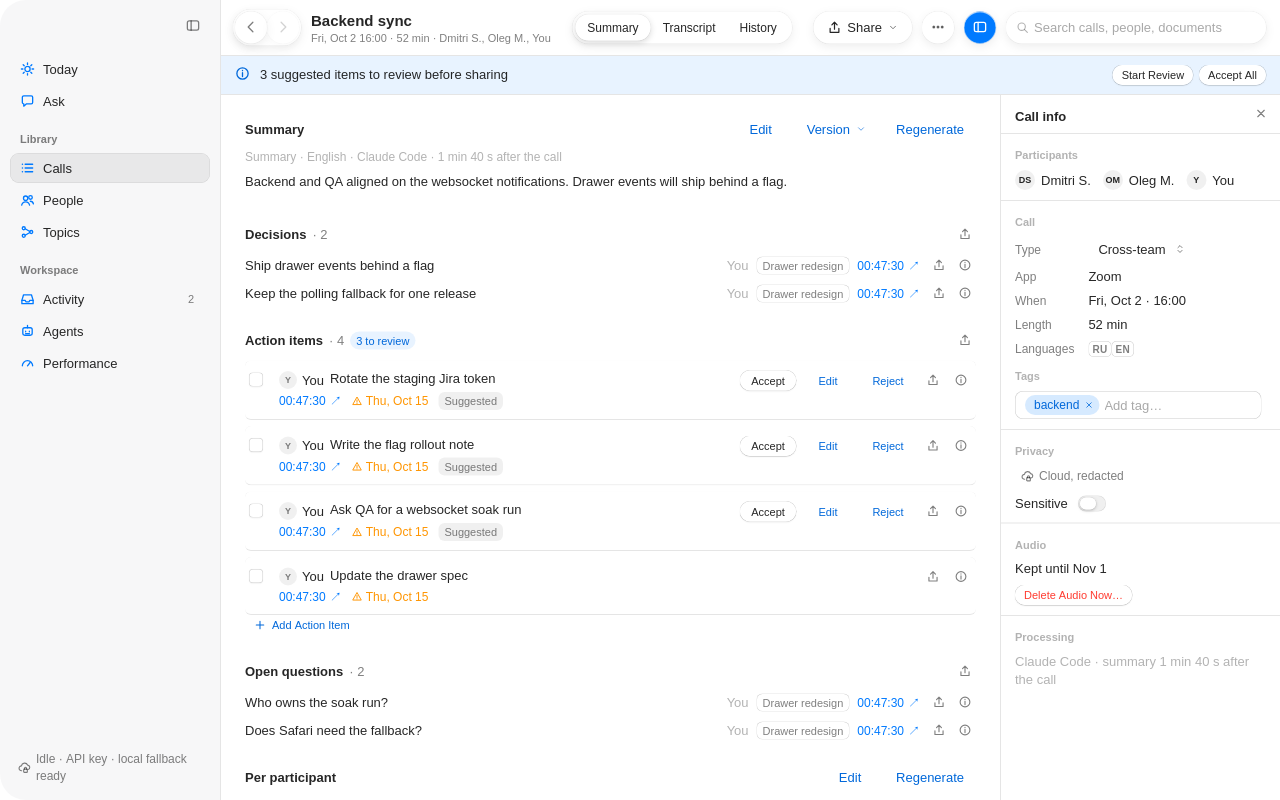 Today
Ask
Library
Calls
People
Topics
Workspace
Activity 2
Agents
Performance
Idle · API key · local fallback
ready
Backend sync
Fri, Oct 2 16:00 · 52 min · Dmitri S., Oleg M., You
Summary Transcript History
Share
Search calls, people, documents
3 suggested items to review before sharing
Start Review Accept All
Summary Edit Version Regenerate
Summary · English · Claude Code · 1 min 40 s after the call
Backend and QA aligned on the websocket notifications. Drawer events will ship behind a flag.
Decisions · 2
Ship drawer events behind a flag You Drawer redesign 00:47:30
Keep the polling fallback for one release You Drawer redesign 00:47:30
Action items · 4 3 to review
Y You Rotate the staging Jira token Accept Edit Reject
00:47:30 Thu, Oct 15 Suggested
Y You Write the flag rollout note Accept Edit Reject
00:47:30 Thu, Oct 15 Suggested
Y You Ask QA for a websocket soak run Accept Edit Reject
00:47:30 Thu, Oct 15 Suggested
Y You Update the drawer spec
00:47:30 Thu, Oct 15
Add Action Item
Open questions · 2
Who owns the soak run? You Drawer redesign 00:47:30
Does Safari need the fallback? You Drawer redesign 00:47:30
Per participant Edit Regenerate
Call info
Participants
DS Dmitri S. OM Oleg M. Y You
Call
Type Cross-team
App Zoom
When Fri, Oct 2 · 16:00
Length 52 min
Languages RU EN
Tags
backend × Add tag…
Privacy
Cloud, redacted
Sensitive
Audio
Kept until Nov 1
Delete Audio Now…
Processing
Claude Code · summary 1 min 40 s after
the call